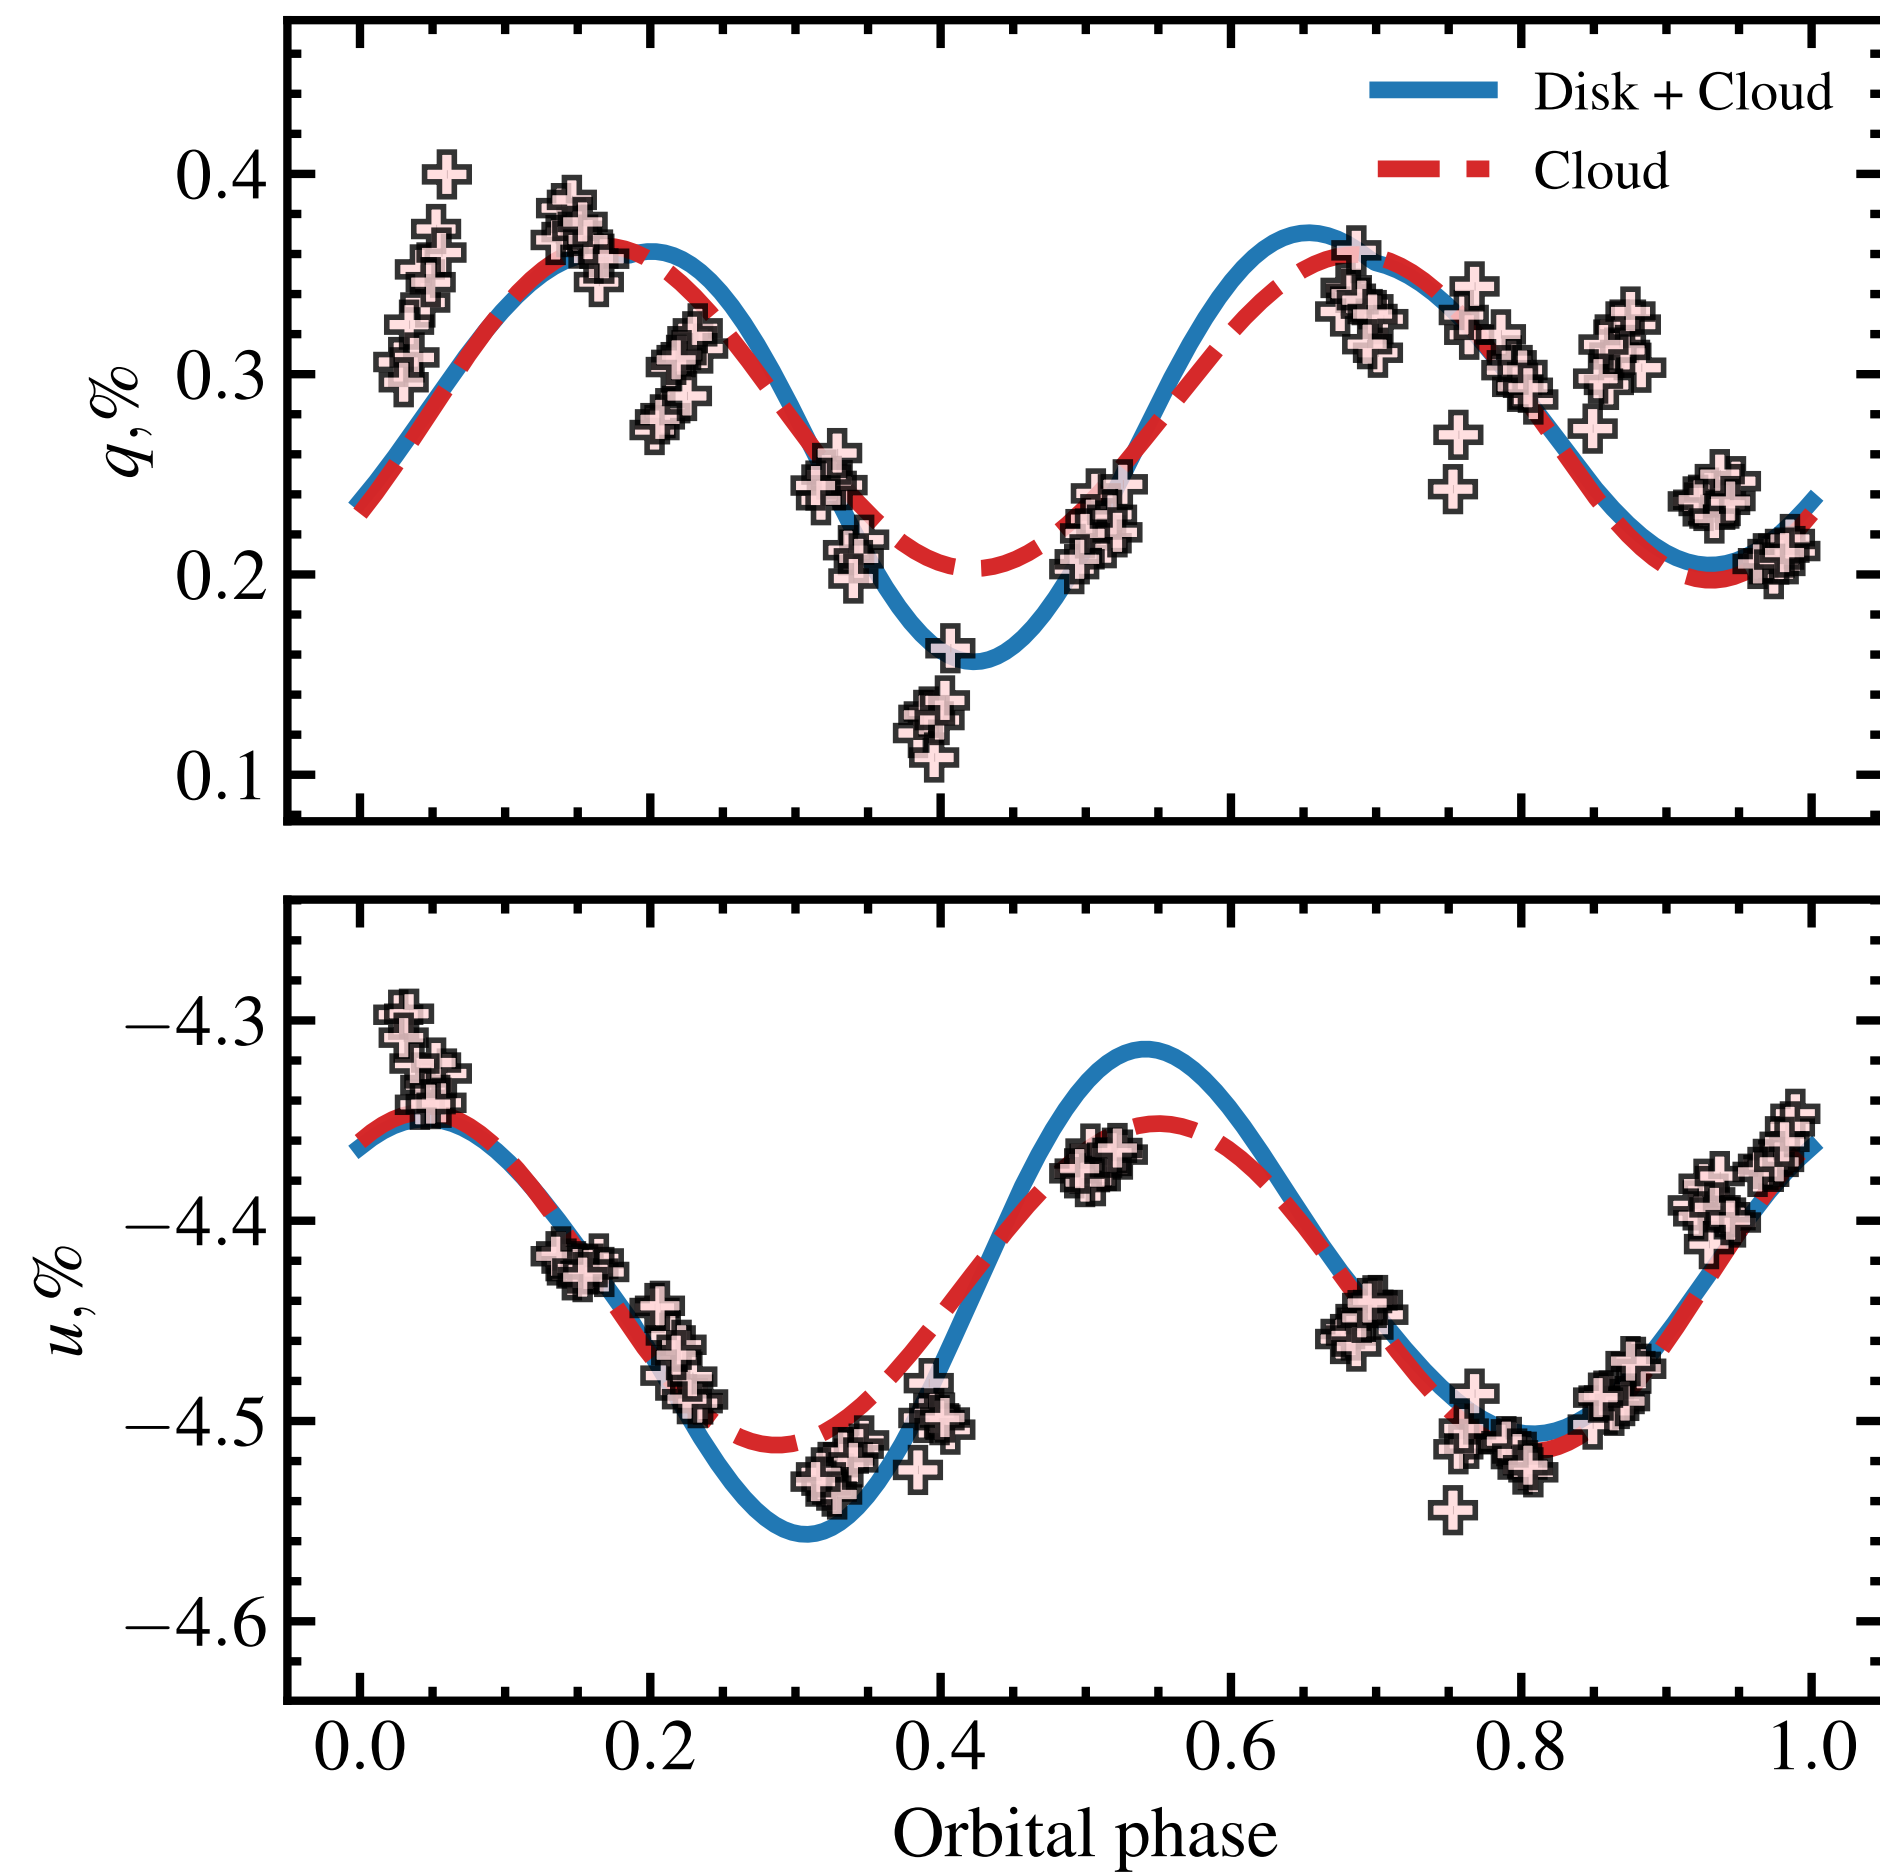 Disk + Cloud
Cloud
0.4
0.3
0.2
0.1
q,%
−4.3
−4.4
−4.5
−4.6
u,%
0.0 0.2 0.4 0.6 0.8 1.0
Orbital phase